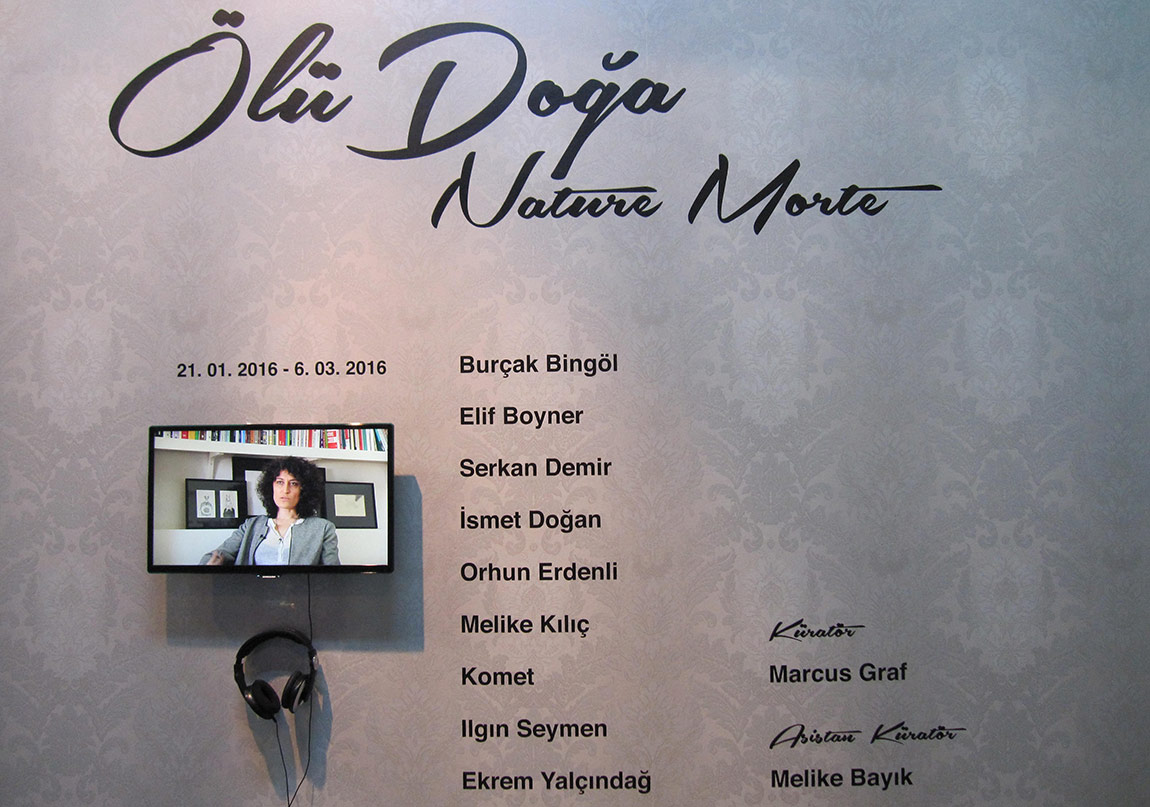 Ölü Doğa
Nature Morte
21. 01. 2016 - 6. 03. 2016
Burçak Bingöl
Elif Boyner
Serkan Demir
İsmet Doğan
Orhun Erdenli
Melike Kılıç
Komet
Ilgın Seymen
Ekrem Yalçındağ
Küratör
Marcus Graf
Asistan Küratör
Melike Bayık